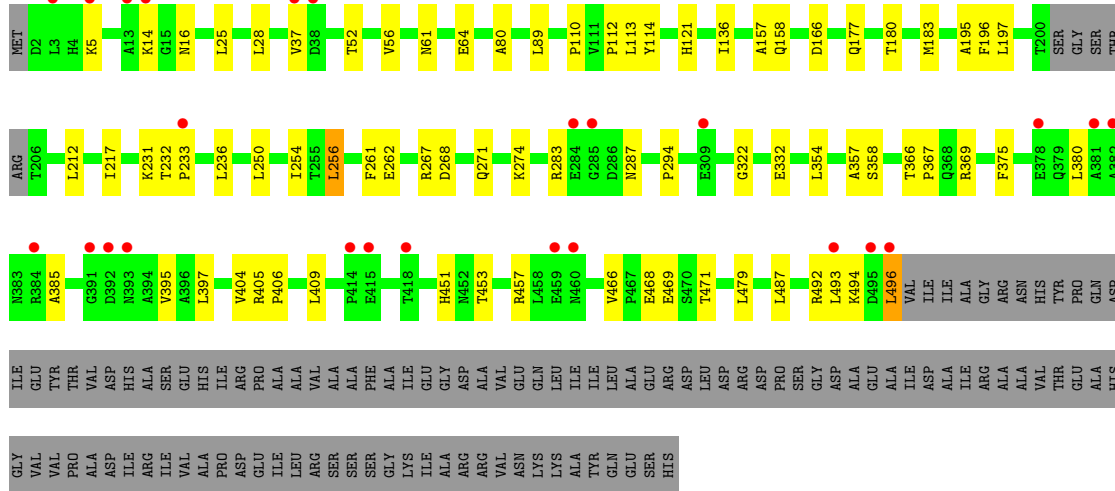 MET D2 L3 H4 K5 A13 K14 G15 N16 L25 L28 V37 D38 T52 V56 N61 E64 A80 L89 P110 V111 P112 L113 Y114 H121 I136 A157 Q158 D166 Q177 T180 M183 A195 F196 L197 T200 SER GLY SER THR
ARG T206 L212 I217 K231 T232 P233 L236 L250 I254 T255 L256 F261 E262 R267 D268 Q271 K274 R283 E284 G285 D286 N287 P294 E309 G322 E332 L354 A357 S358 T366 P367 Q368 R369 F375 E378 Q379 L380 A381 A382
N383 R384 A385 G391 D392 N393 A394 V395 A396 L397 V404 R405 P406 L409 P414 E415 T418 H451 N452 T453 R457 L458 E459 N460 V466 P467 E468 E469 S470 T471 L479 L487 R492 L493 K494 D495 L496 VAL ILE ILE ALA GLY ARG ASN HIS TYR PRO GLN ASP
ILE GLU TYR THR VAL ASP HIS ALA SER GLU HIS ILE ARG PRO ALA ALA VAL ALA ALA PHE ALA ILE GLU GLY ASP ALA VAL GLU GLN LEU ILE ILE LEU ALA GLU ARG ASP LEU ASP ARG ASP PRO SER GLY ASP ALA GLU ALA ILE ASP ALA ILE ARG ALA ALA VAL THR GLU ALA HIS
GLY VAL VAL PRO ALA ASP ILE ARG ILE VAL ALA PRO ASP GLU ILE LEU ARG SER SER SER GLY LYS ILE ALA ARG ARG VAL ASN LYS LYS ALA TYR GLN GLU SER HIS